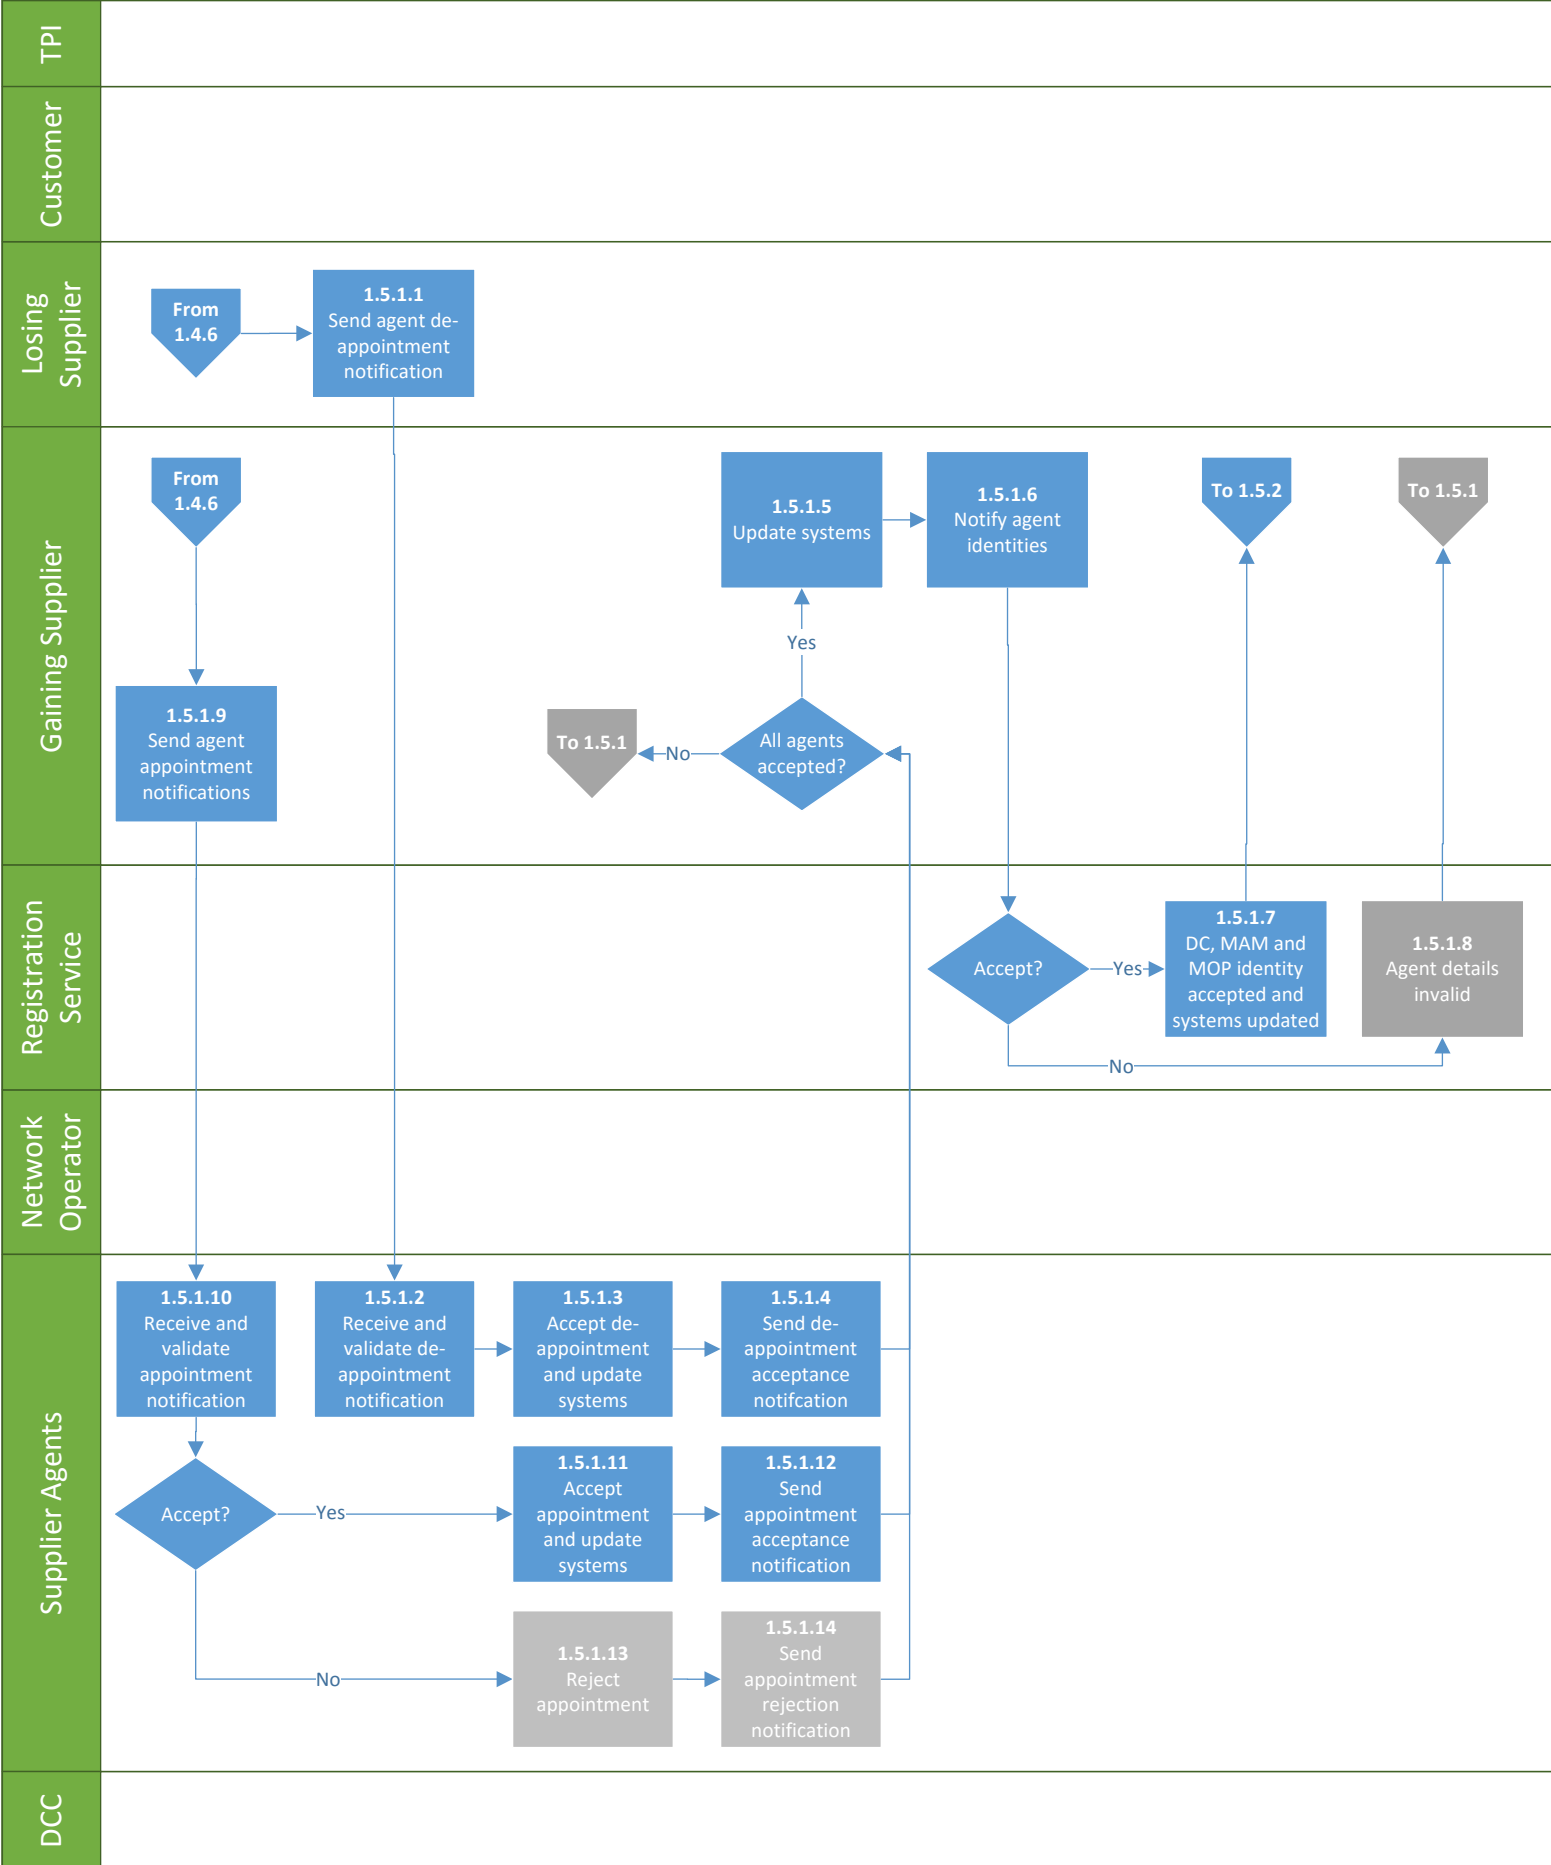 TPI
Customer
Losing
Supplier
From
1.4.6
1.5.1.1
Send agent de-
appointment
notification
Gaining Supplier
From
1.4.6
1.5.1.9
Send agent
appointment
notifications
To 1.5.1
No
All agents
accepted?
Yes
1.5.1.5
Update systems
1.5.1.6
Notify agent
identities
To 1.5.2
To 1.5.1
Registration
Service
Accept?
Yes
1.5.1.7
DC, MAM and
MOP identity
accepted and
systems updated
1.5.1.8
Agent details
invalid
No
Network
Operator
Supplier Agents
1.5.1.10
Receive and
validate
appointment
notification
1.5.1.2
Receive and
validate de-
appointment
notification
1.5.1.3
Accept de-
appointment
and update
systems
1.5.1.4
Send de-
appointment
acceptance
notifcation
Accept?
Yes
1.5.1.11
Accept
appointment
and update
systems
1.5.1.12
Send
appointment
acceptance
notification
No
1.5.1.13
Reject
appointment
1.5.1.14
Send
appointment
rejection
notification
DCC